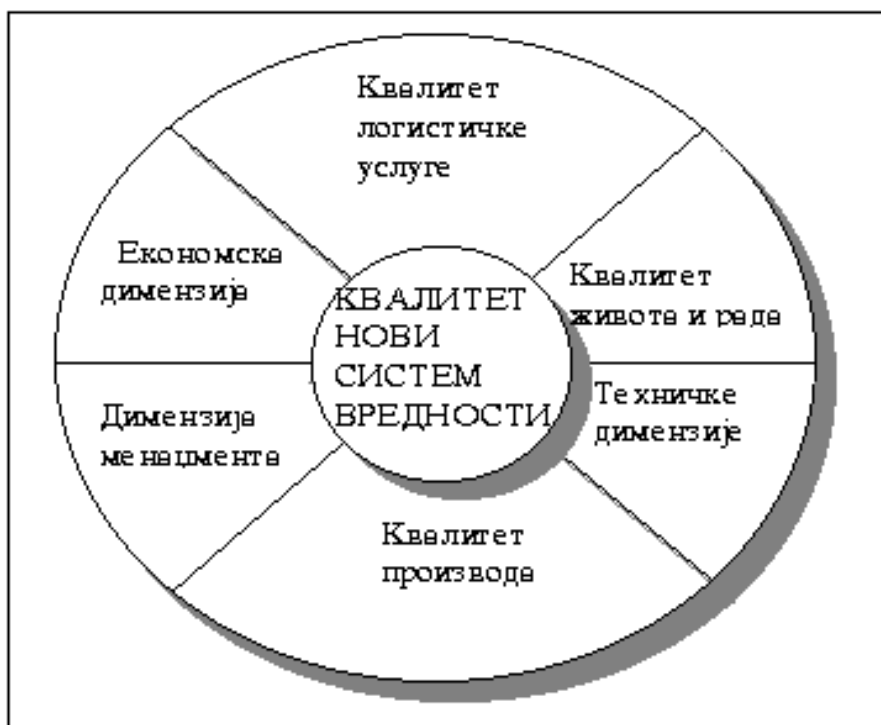 Квалитет
логистичке
услуге
Економска
димензија
КВАЛИТЕТ
НОВИ
СИСТЕМ
ВРЕДНОСТИ
Квалитет
живота и рада
Димензија
менаџмента
Техничке
димензије
Квалитет
производа